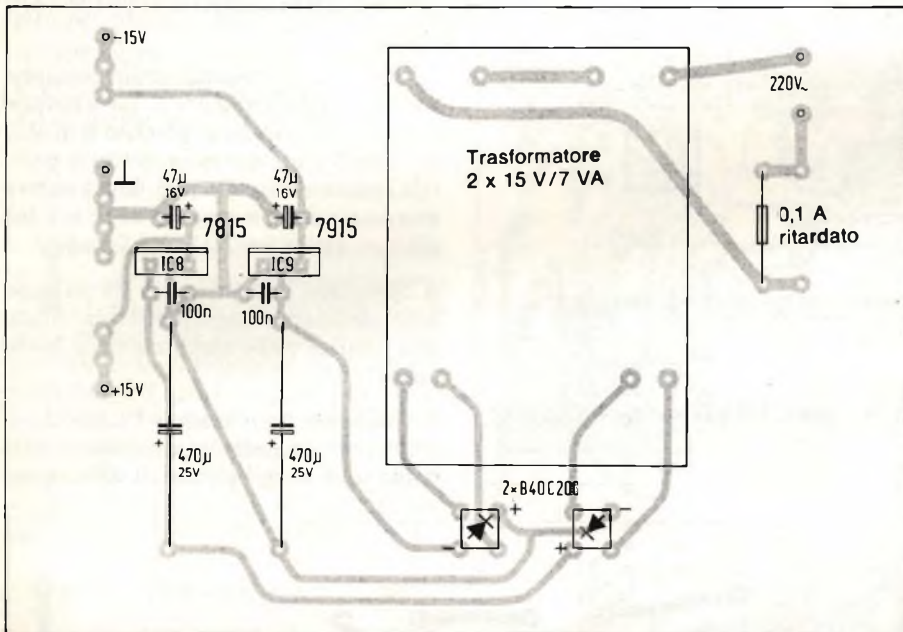 -15V
220V~
⊥
47µ
16V
+
47µ
16V
+
7815
7915
Trasformatore
2 x 15 V/7 VA
0,1 A
ritardato
IC8
IC9
100n
100n
+15V
+
470µ
25V
+
470µ
25V
2×B40C200
+
-
-
+